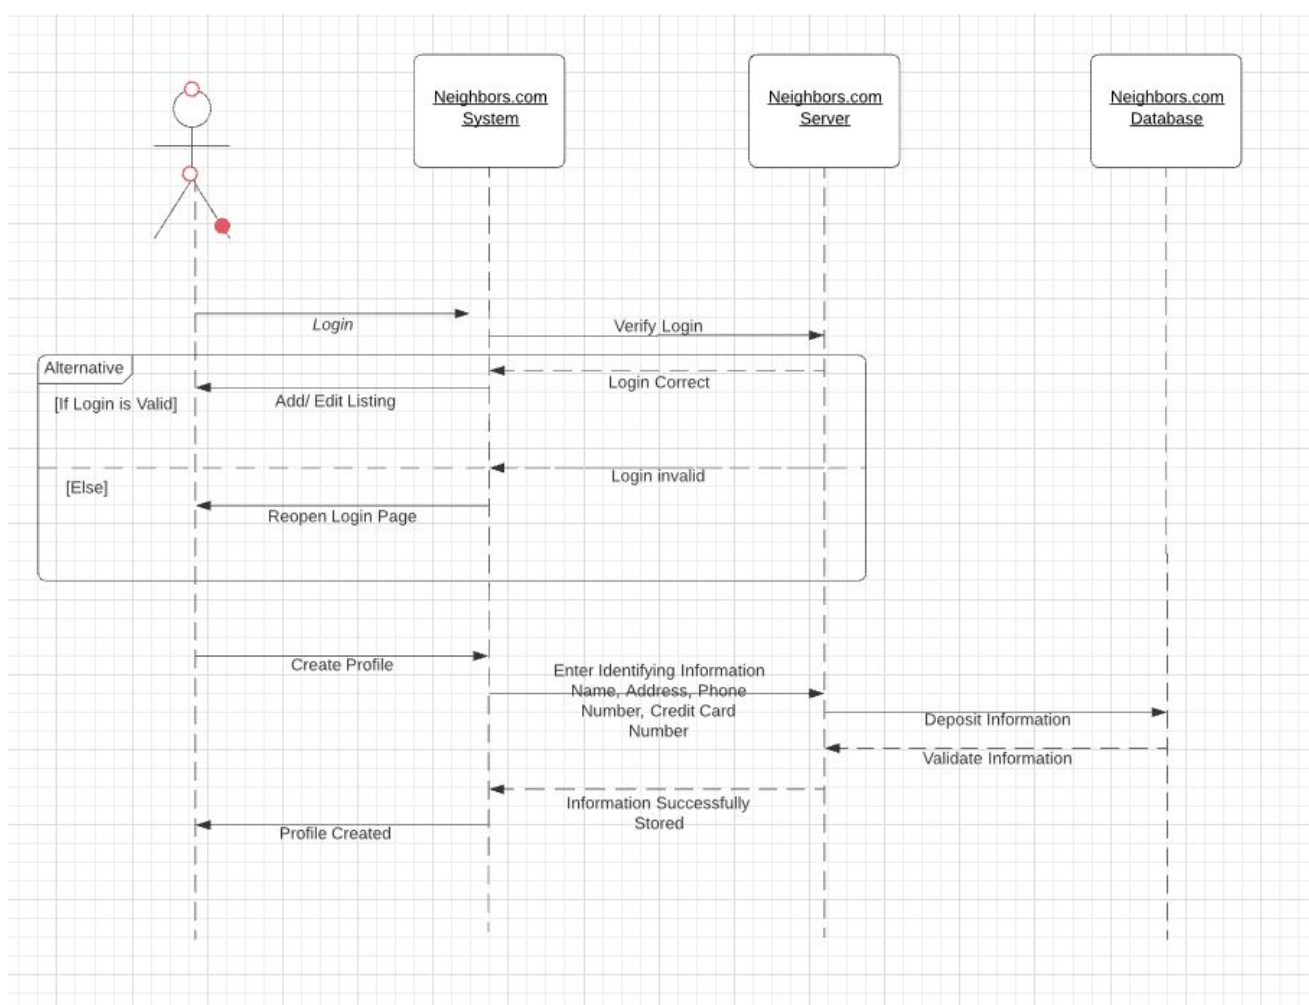 Neighbors.com
System
Neighbors.com
Server
Neighbors.com
Database
Login
Verify Login
Alternative
Login Correct
[If Login is Valid]
Add/ Edit Listing
Login invalid
[Else]
Reopen Login Page
Create Profile
Enter Identifying Information
Name, Address, Phone
Number, Credit Card
Number
Deposit Information
Validate Information
Information Successfully
Stored
Profile Created